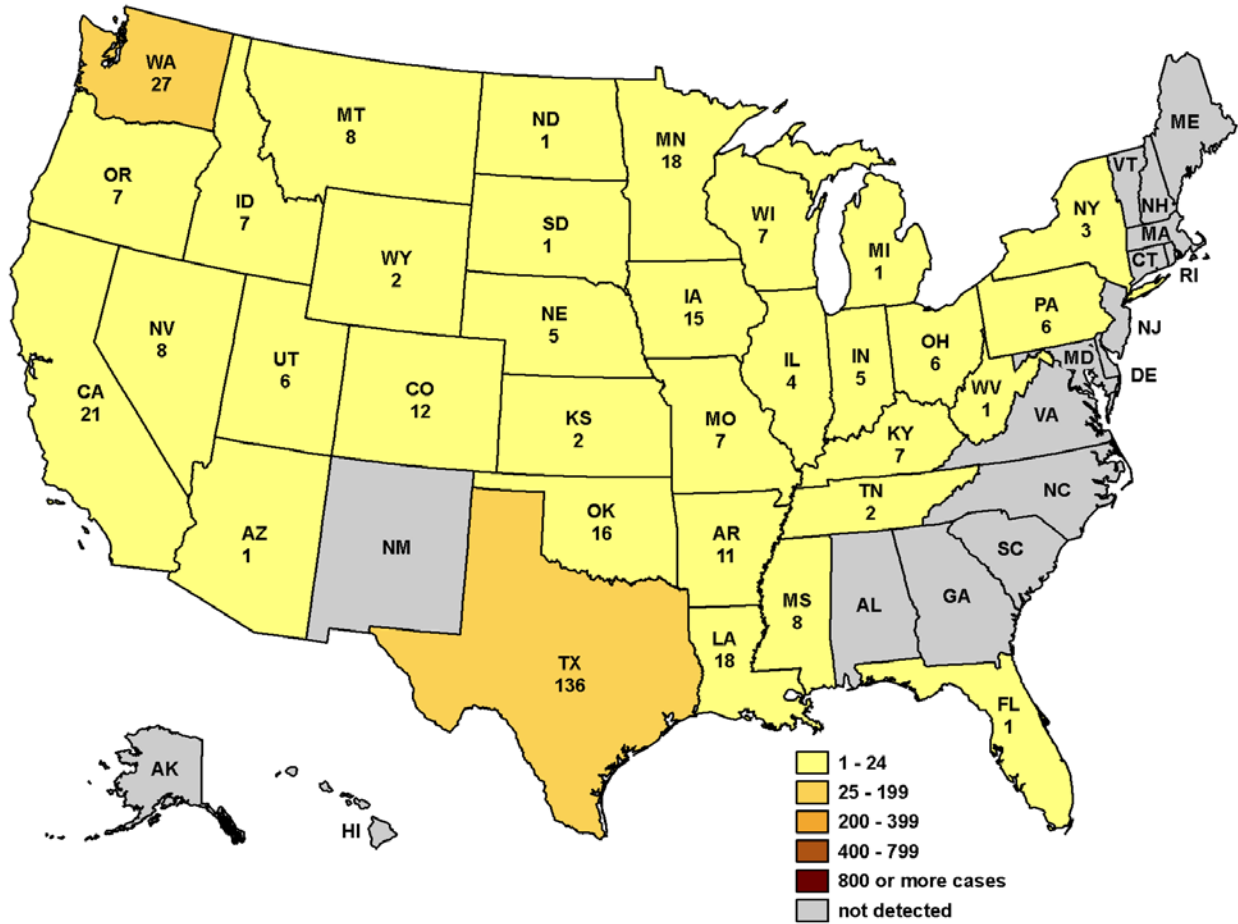 WA
27
MT
8
ND
1
MN
18
ME
VT
NH
OR
7
ID
7
SD
1
WI
7
MI
1
NY
3
MA
CT
RI
WY
2
IA
15
NE
5
PA
6
NJ
NV
8
UT
6
CO
12
IL
4
IN
5
OH
6
MD
DE
CA
21
KS
2
MO
7
WV
1
VA
KY
7
TN
2
NC
AZ
1
NM
OK
16
AR
11
SC
MS
8
AL
GA
LA
18
TX
136
FL
1
AK
HI
1 - 24
25 - 199
200 - 399
400 - 799
800 or more cases
not detected